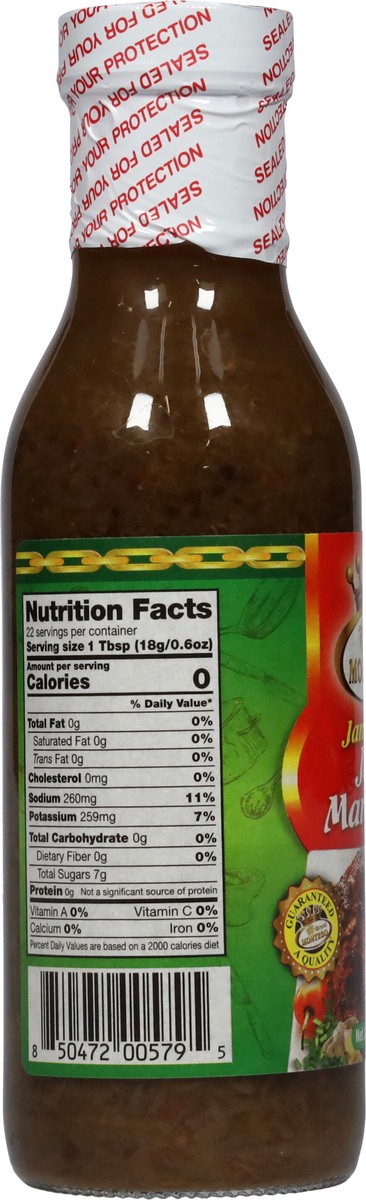 SEALED FOR YOUR PROTECTION
SEALED FOR YOUR PROTECTION
SEALED FOR YOUR PROTECTION
Nutrition Facts
22 servings per container
Serving size 1 Tbsp (18g/0.6oz)
Amount per serving
Calories 0
% Daily Value*
Total Fat 0g 0%
Saturated Fat 0g 0%
Trans Fat 0g 0%
Cholesterol 0mg 0%
Sodium 260mg 11%
Potassium 259mg 7%
Total Carbohydrate 0g 0%
Dietary Fiber 0g 0%
Total Sugars 7g
Protein 0g Not a significant source of protein
Vitamin A 0% Vitamin C 0%
Calcium 0% Iron 0%
Percent Daily Values are based on a 2000 calories diet
GUARANTEED
A QUALITY
8 50472 00579 5